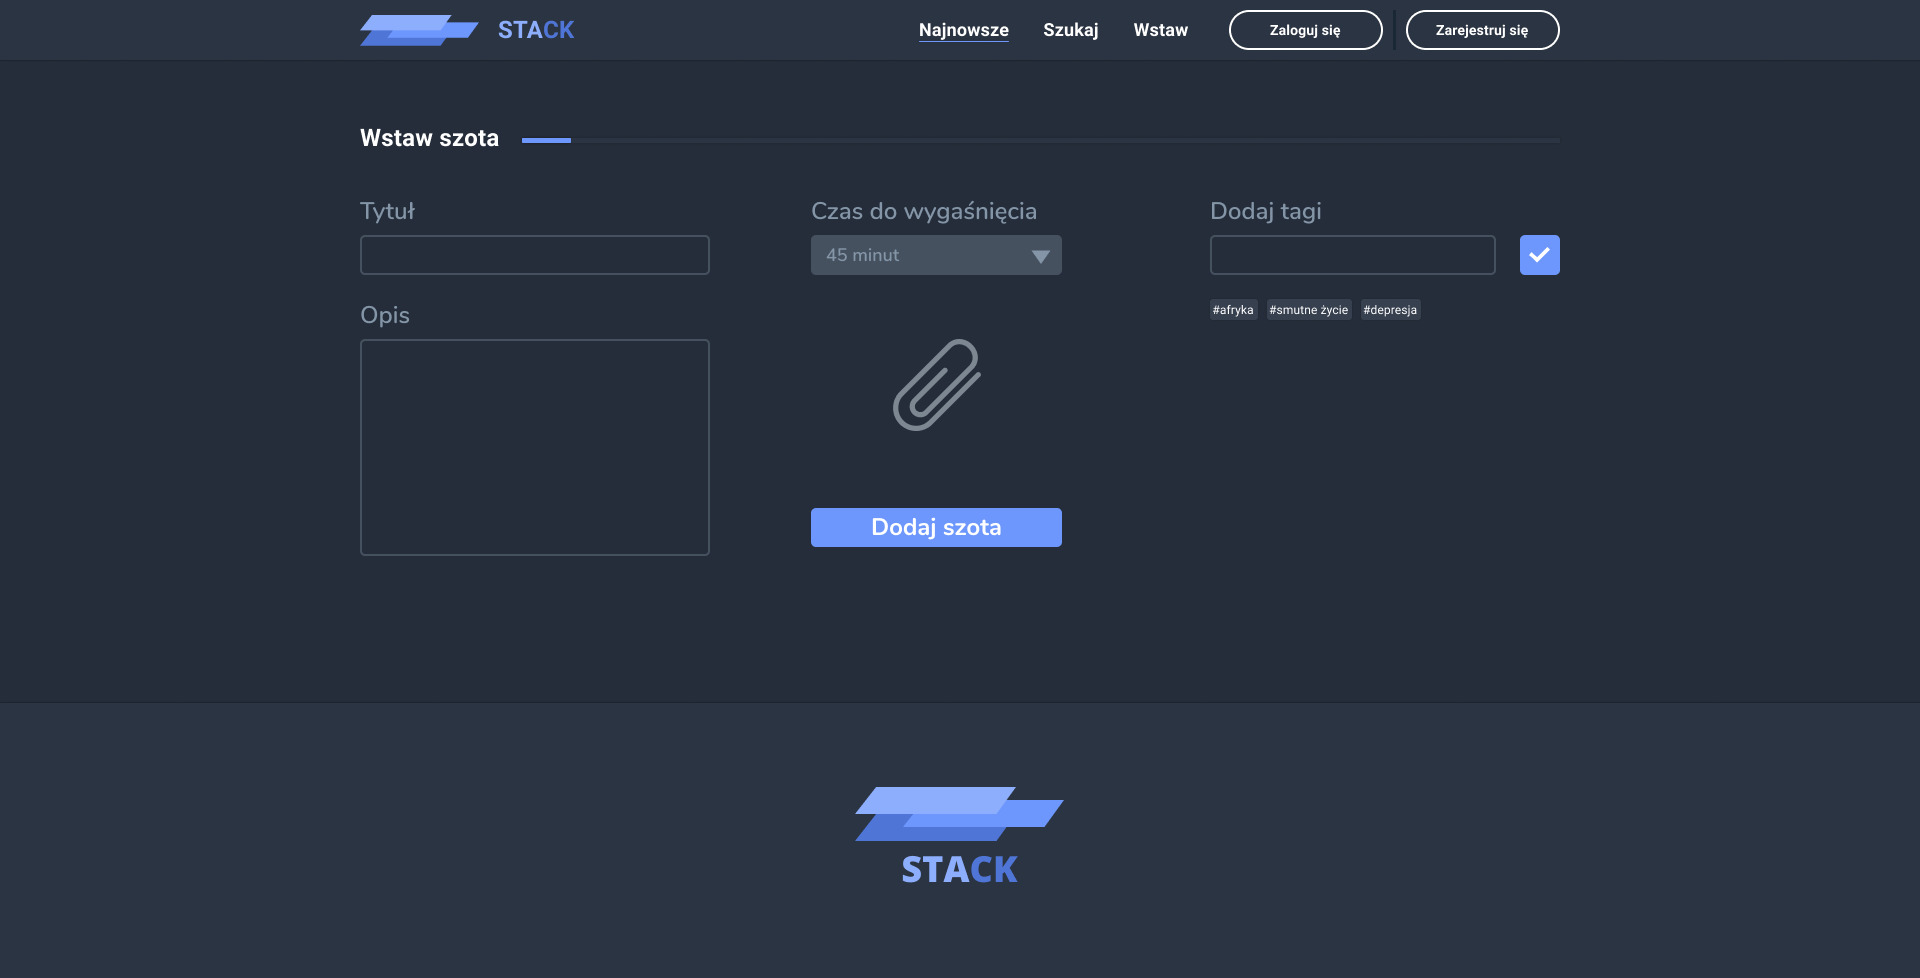 STACK
Najnowsze
Szukaj
Wstaw
Zaloguj się
Zarejestruj się
Wstaw szota
Tytuł
Czas do wygaśnięcia
Dodaj tagi
45 minut
#afryka
#smutne życie
#depresja
Opis
Dodaj szota
STACK